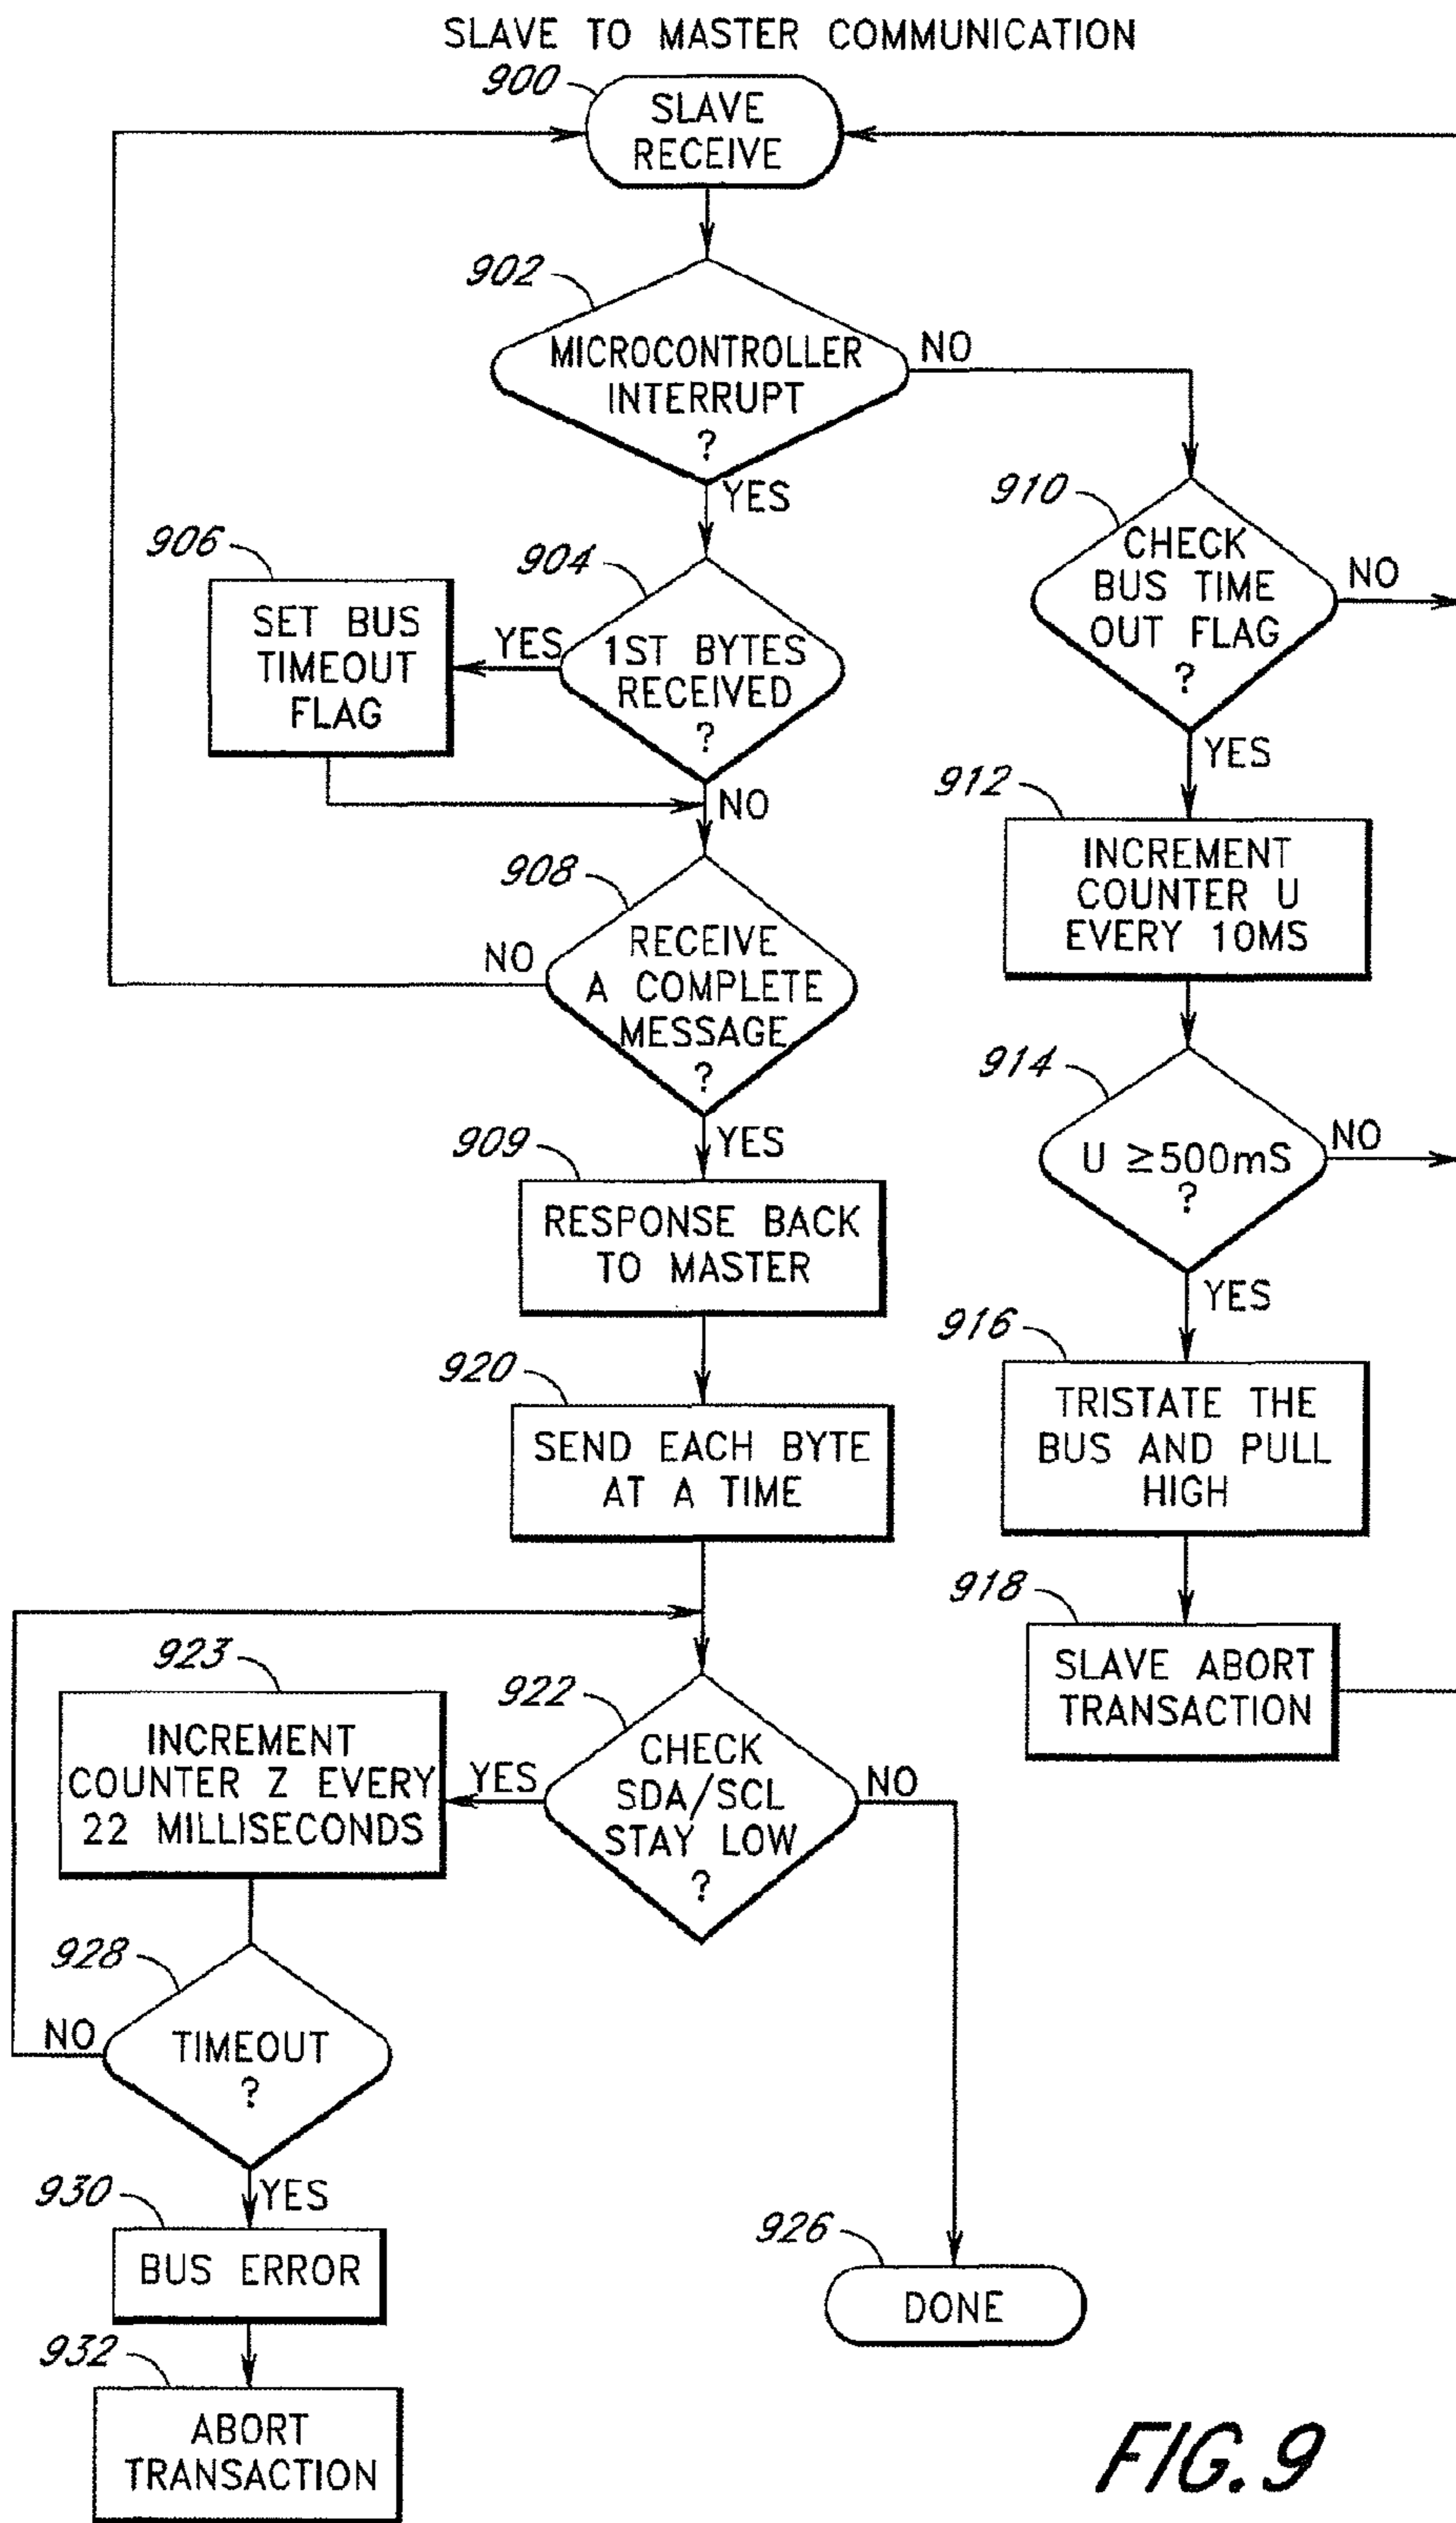 SLAVE TO MASTER COMMUNICATION
900
SLAVE
RECEIVE
902
MICROCONTROLLER
INTERRUPT
?
NO
YES
910
CHECK
BUS TIME
OUT FLAG
?
NO
YES
906
SET BUS
TIMEOUT
FLAG
904
YES
1ST BYTES
RECEIVED
?
NO
912
INCREMENT
COUNTER U
EVERY 10MS
908
NO
RECEIVE
A COMPLETE
MESSAGE
?
YES
914
U ≥500mS
?
NO
YES
909
RESPONSE BACK
TO MASTER
916
TRISTATE THE
BUS AND PULL
HIGH
920
SEND EACH BYTE
AT A TIME
918
SLAVE ABORT
TRANSACTION
923
INCREMENT
COUNTER Z EVERY
22 MILLISECONDS
922
YES
CHECK
SDA/SCL
STAY LOW
?
NO
928
NO
TIMEOUT
?
YES
930
BUS ERROR
926
DONE
932
ABORT
TRANSACTION
FIG. 9